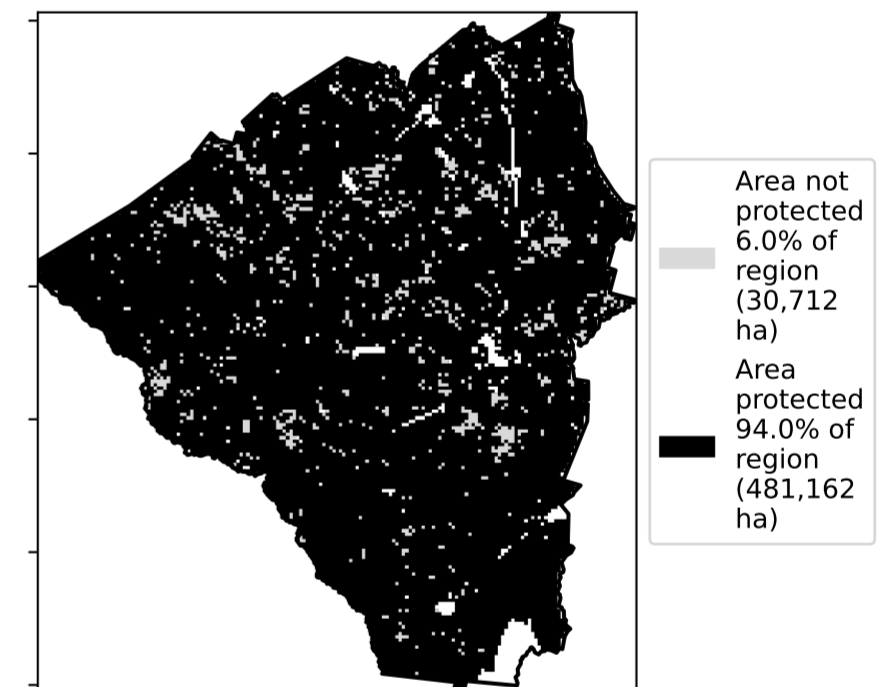 Area not
protected
6.0% of
region
(30,712
ha)
Area
protected
94.0% of
region
(481,162
ha)